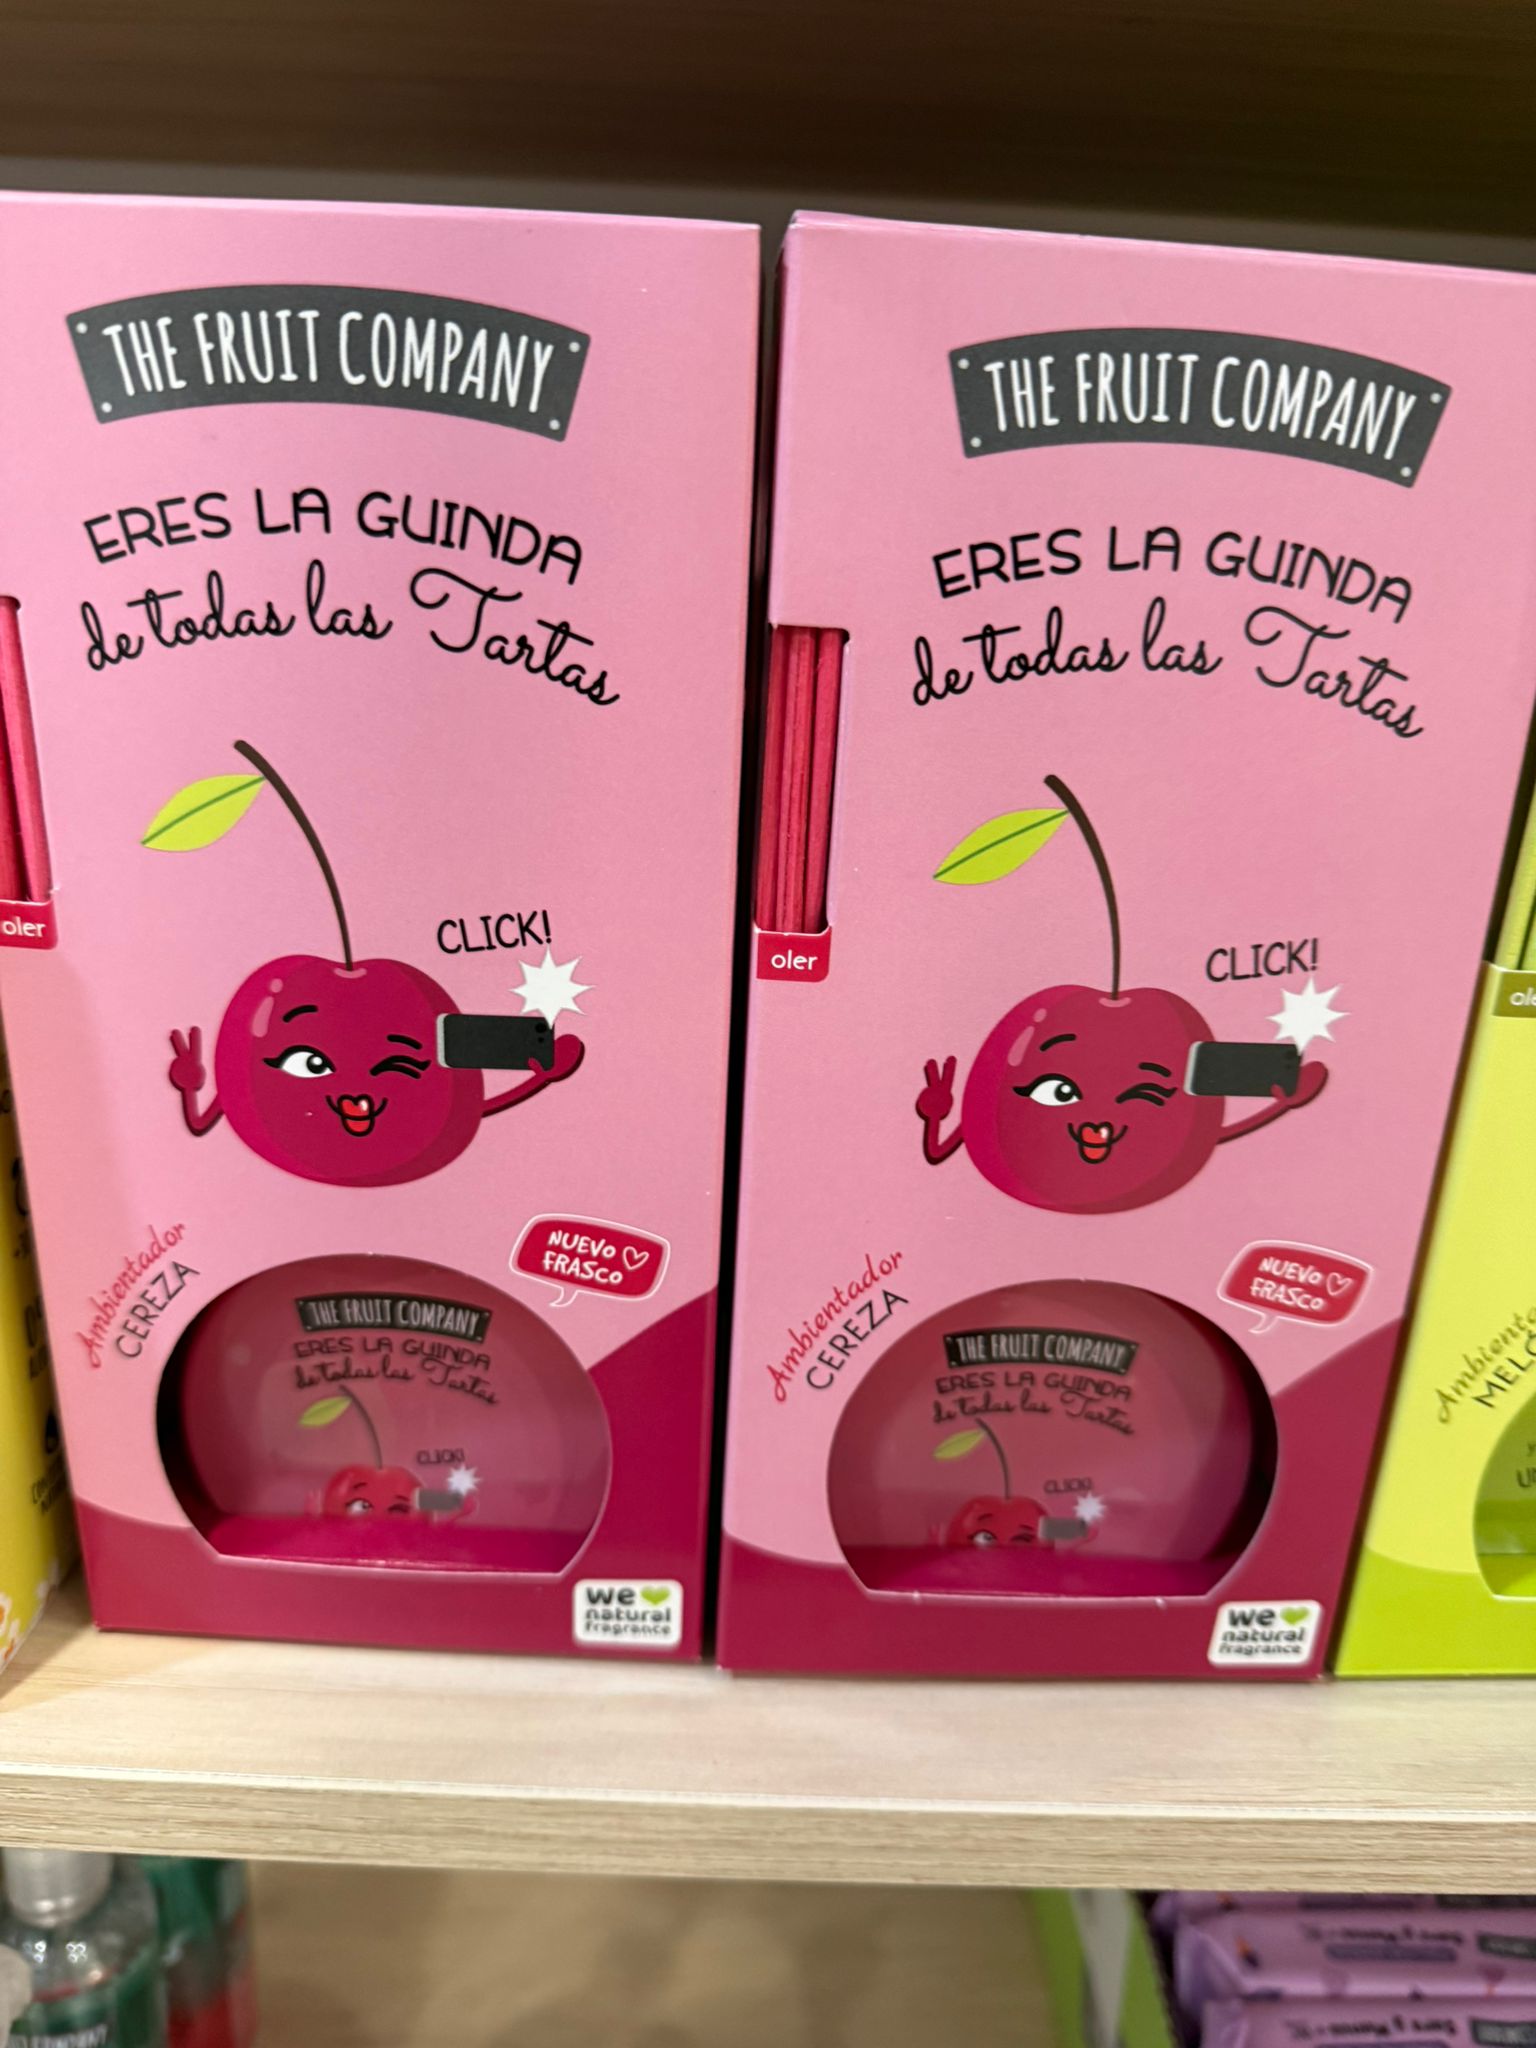 THE FRUIT COMPANY
ERES LA GUINDA
de todas las Tartas
CLICK!
oler
Ambientador
CEREZA
NUEVO
FRASCO
THE FRUIT COMPANY
ERES LA GUINDA
de todas las Tartas
CLICK!
we
natural
fragrance
THE FRUIT COMPANY
ERES LA GUINDA
de todas las Tartas
CLICK!
oler
Ambientador
CEREZA
NUEVO
FRASCO
THE FRUIT COMPANY
ERES LA GUINDA
de todas las Tartas
CLICK!
we
natural
fragrance